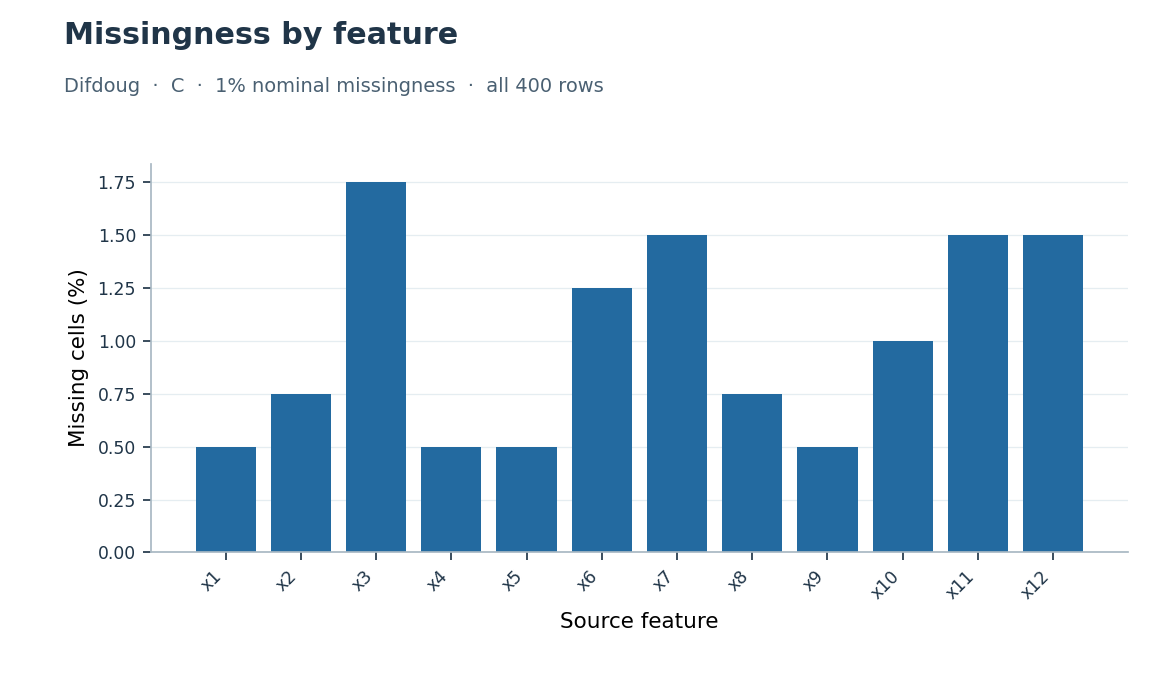 Missingness by feature
Difdoug · C · 1% nominal missingness · all 400 rows
Missing cells (%)
1.75
1.50
1.25
1.00
0.75
0.50
0.25
0.00
x1 x2 x3 x4 x5 x6 x7 x8 x9 x10 x11 x12
Source feature